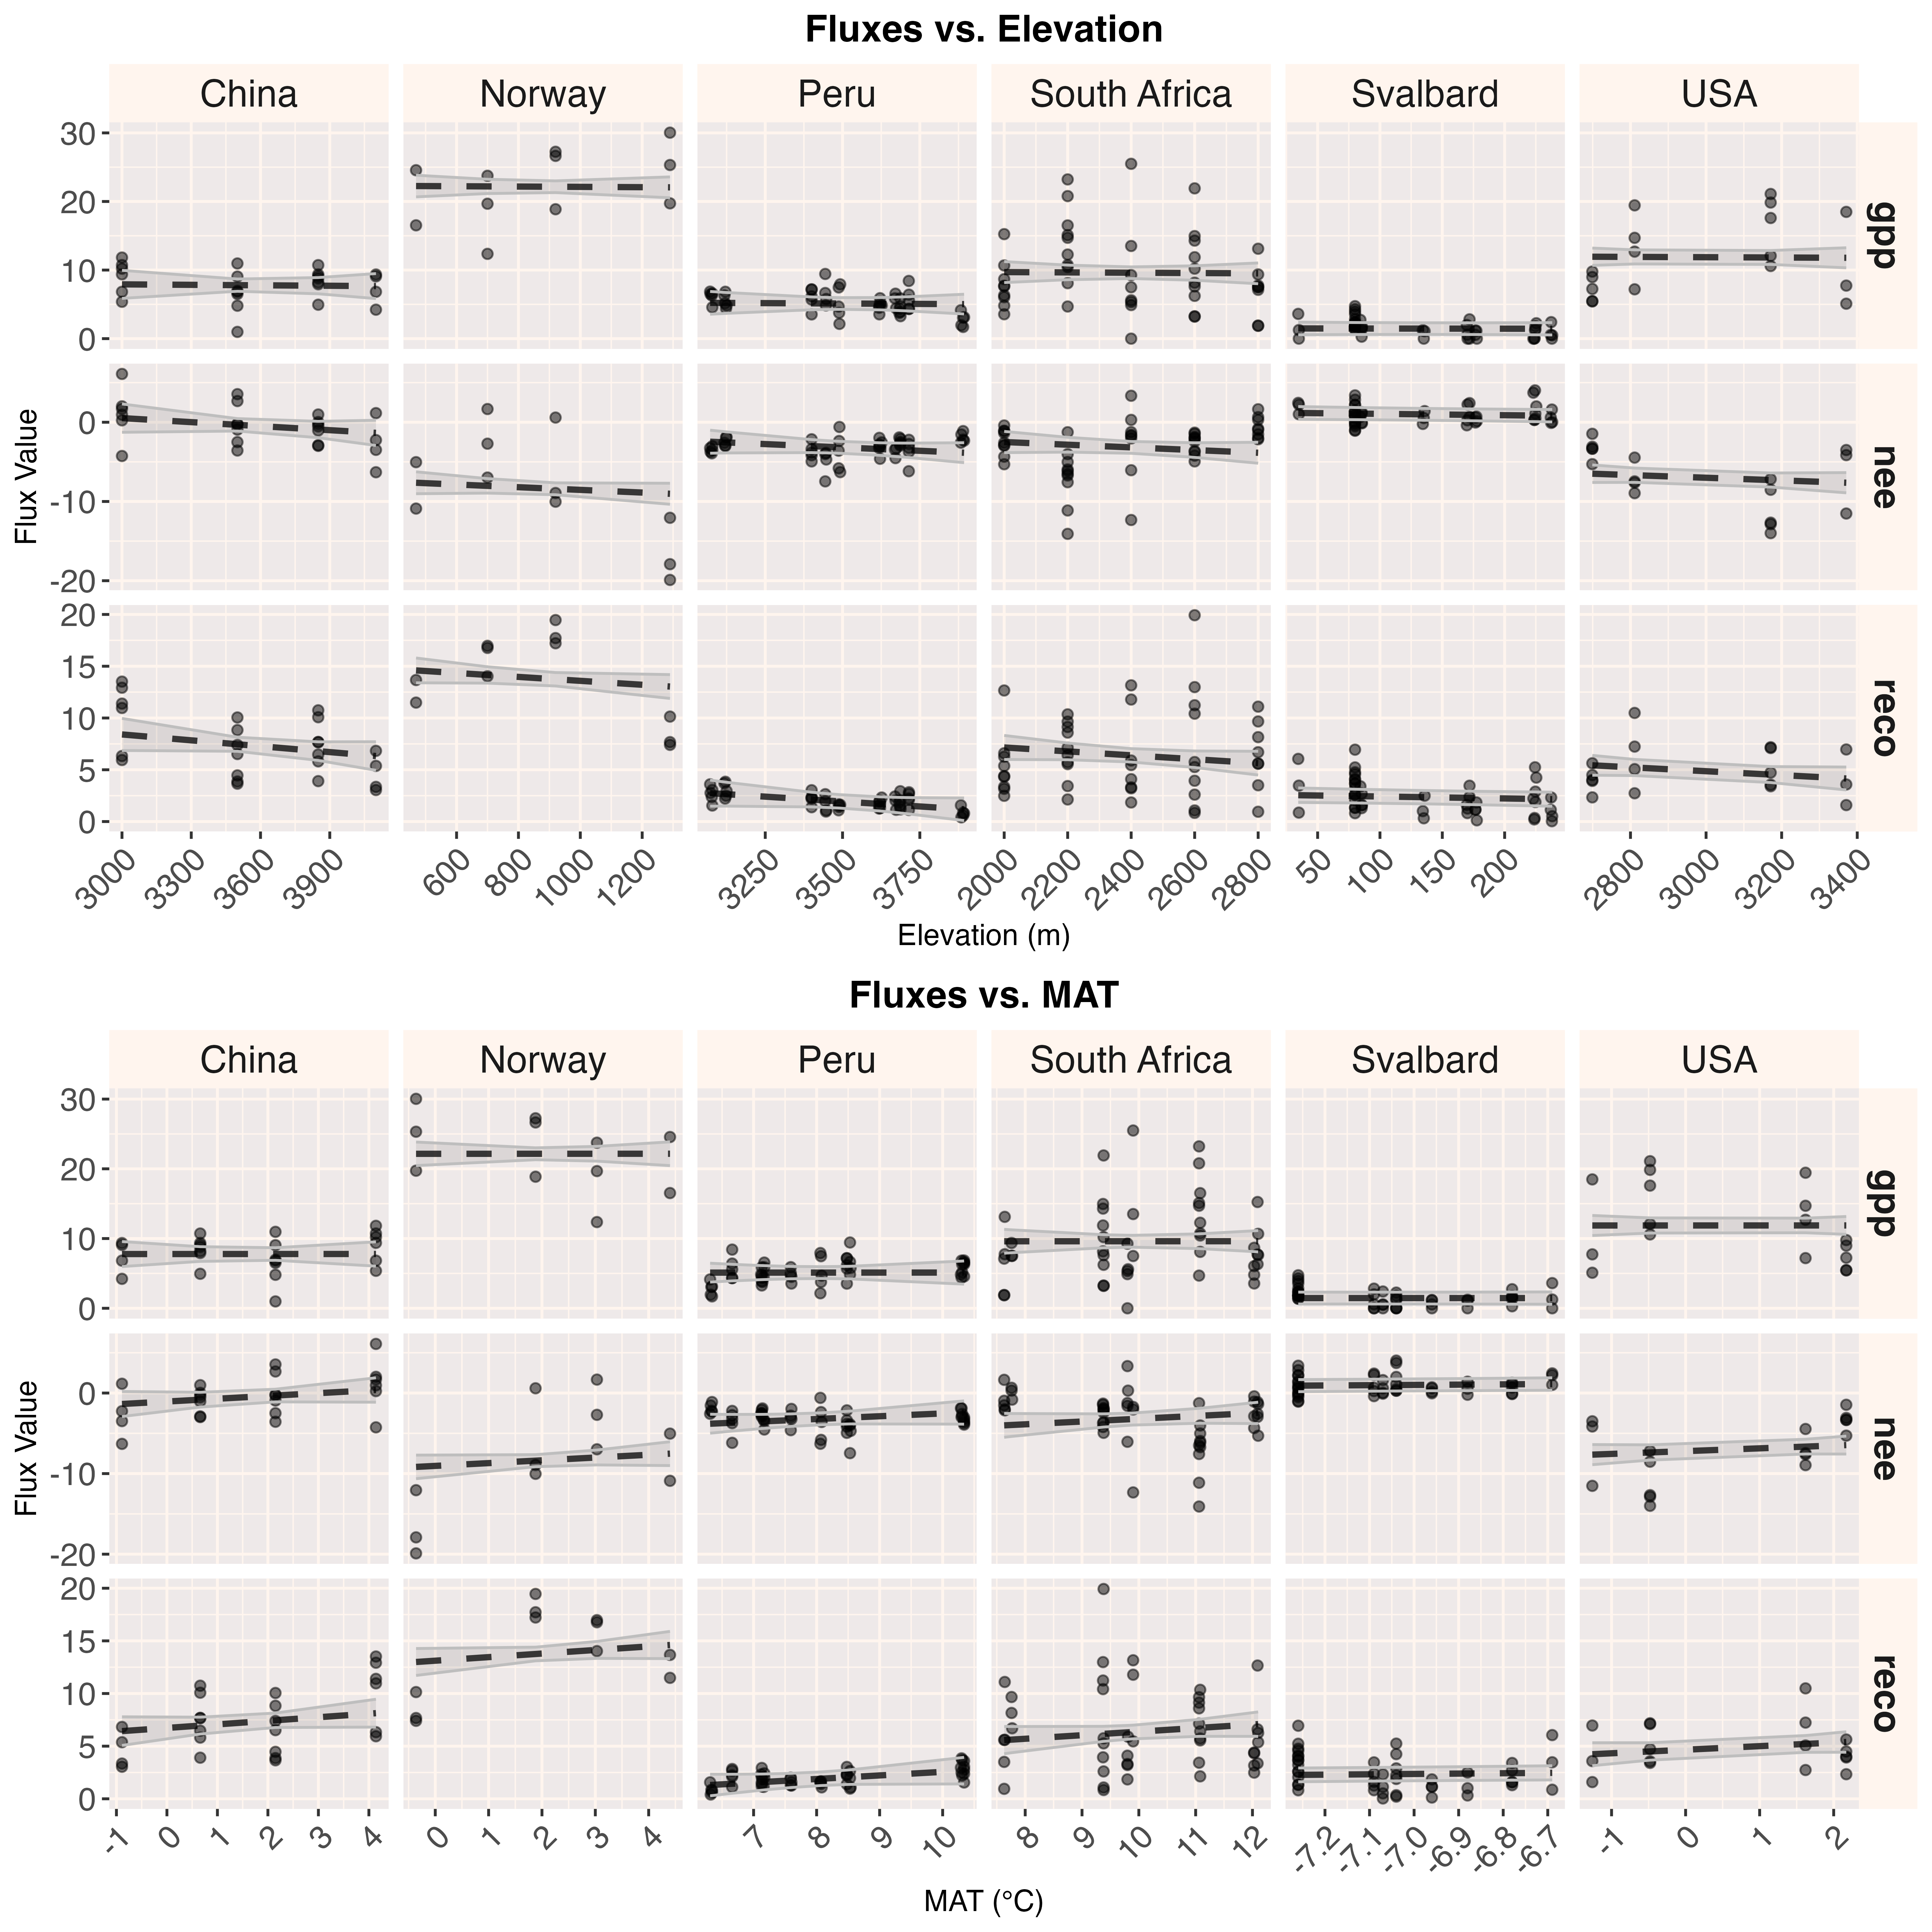 Fluxes vs. Elevation
China Norway Peru South Africa Svalbard USA
30
20
10
0
gpp
0
-10
-20
nee
20
15
10
5
0
reco
Flux Value
3000 3300 3600 3900 600 800 1000 1200 3250 3500 3750 2000 2200 2400 2600 2800 50 100 150 200 2800 3000 3200 3400
Elevation (m)
Fluxes vs. MAT
China Norway Peru South Africa Svalbard USA
30
20
10
0
gpp
0
-10
-20
nee
20
15
10
5
0
reco
Flux Value
-1 0 1 2 3 4 0 1 2 3 4 7 8 9 10 8 9 10 11 12 -7.2 -7.1 -7.0 -6.9 -6.8 -6.7 -1 0 1 2
MAT (°C)